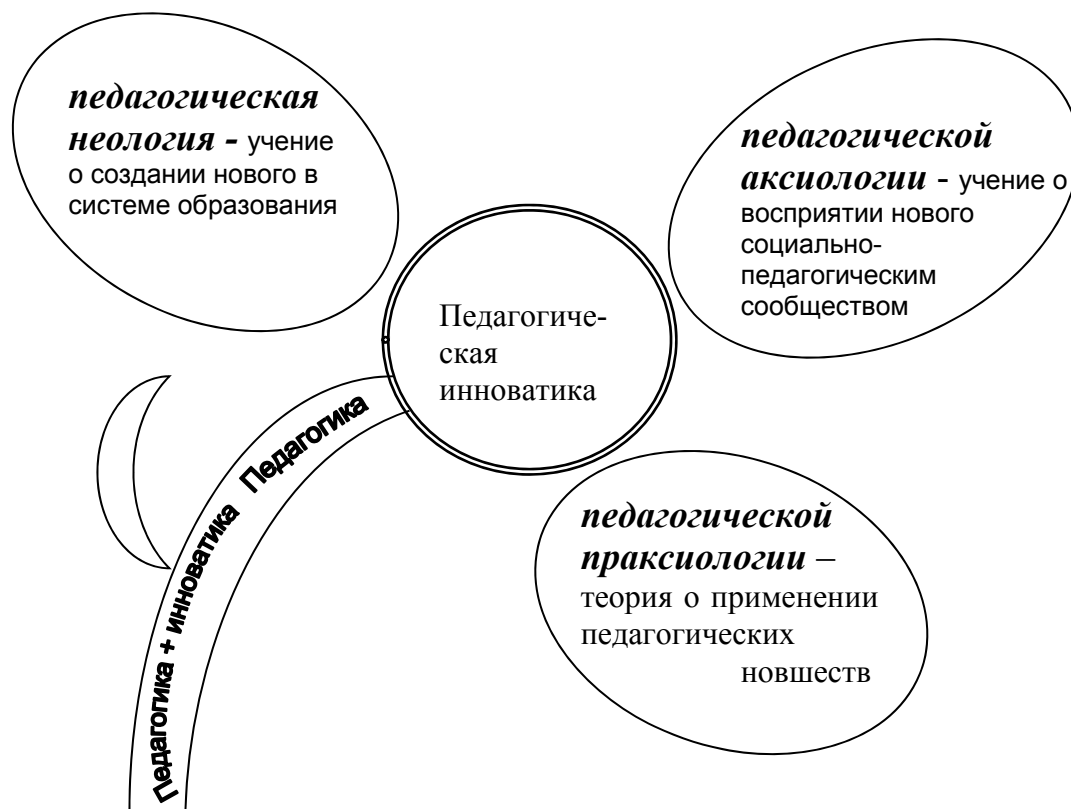 педагогическая
неология - учение
о создании нового в
системе образования
педагогической
аксиологии - учение о
восприятии нового
социально-
педагогическим
сообществом
Педагогиче-
ская
инноватика
педагогической
праксиологии –
теория о применении
педагогических
новшеств
Педагогика + инноватика Педагогика